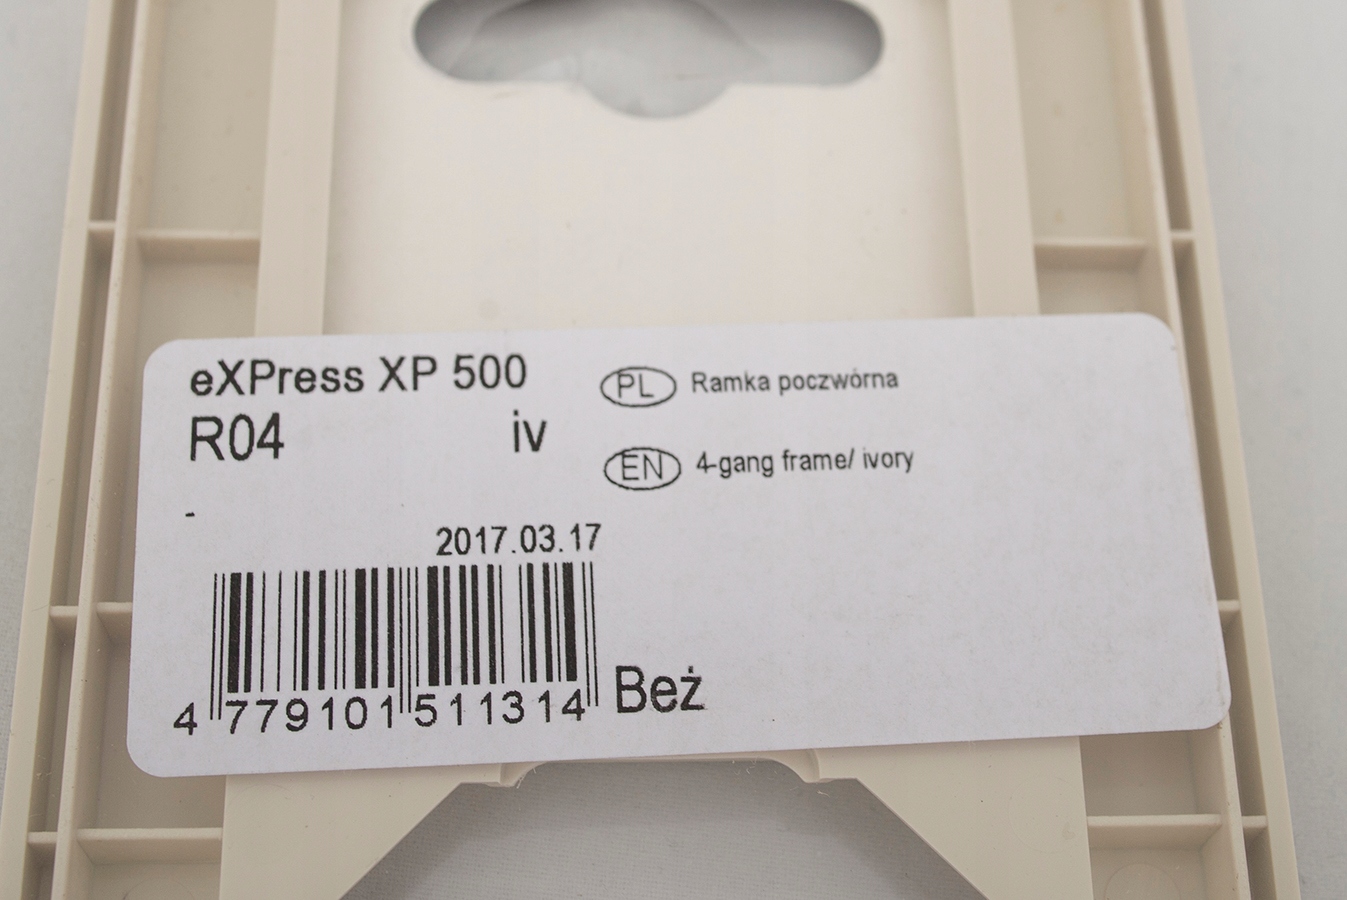 eXPress XP 500
R04 iv
-
2017.03.17
4 779101 511314
Beż
PL Ramka poczwórna
EN 4-gang frame/ ivory